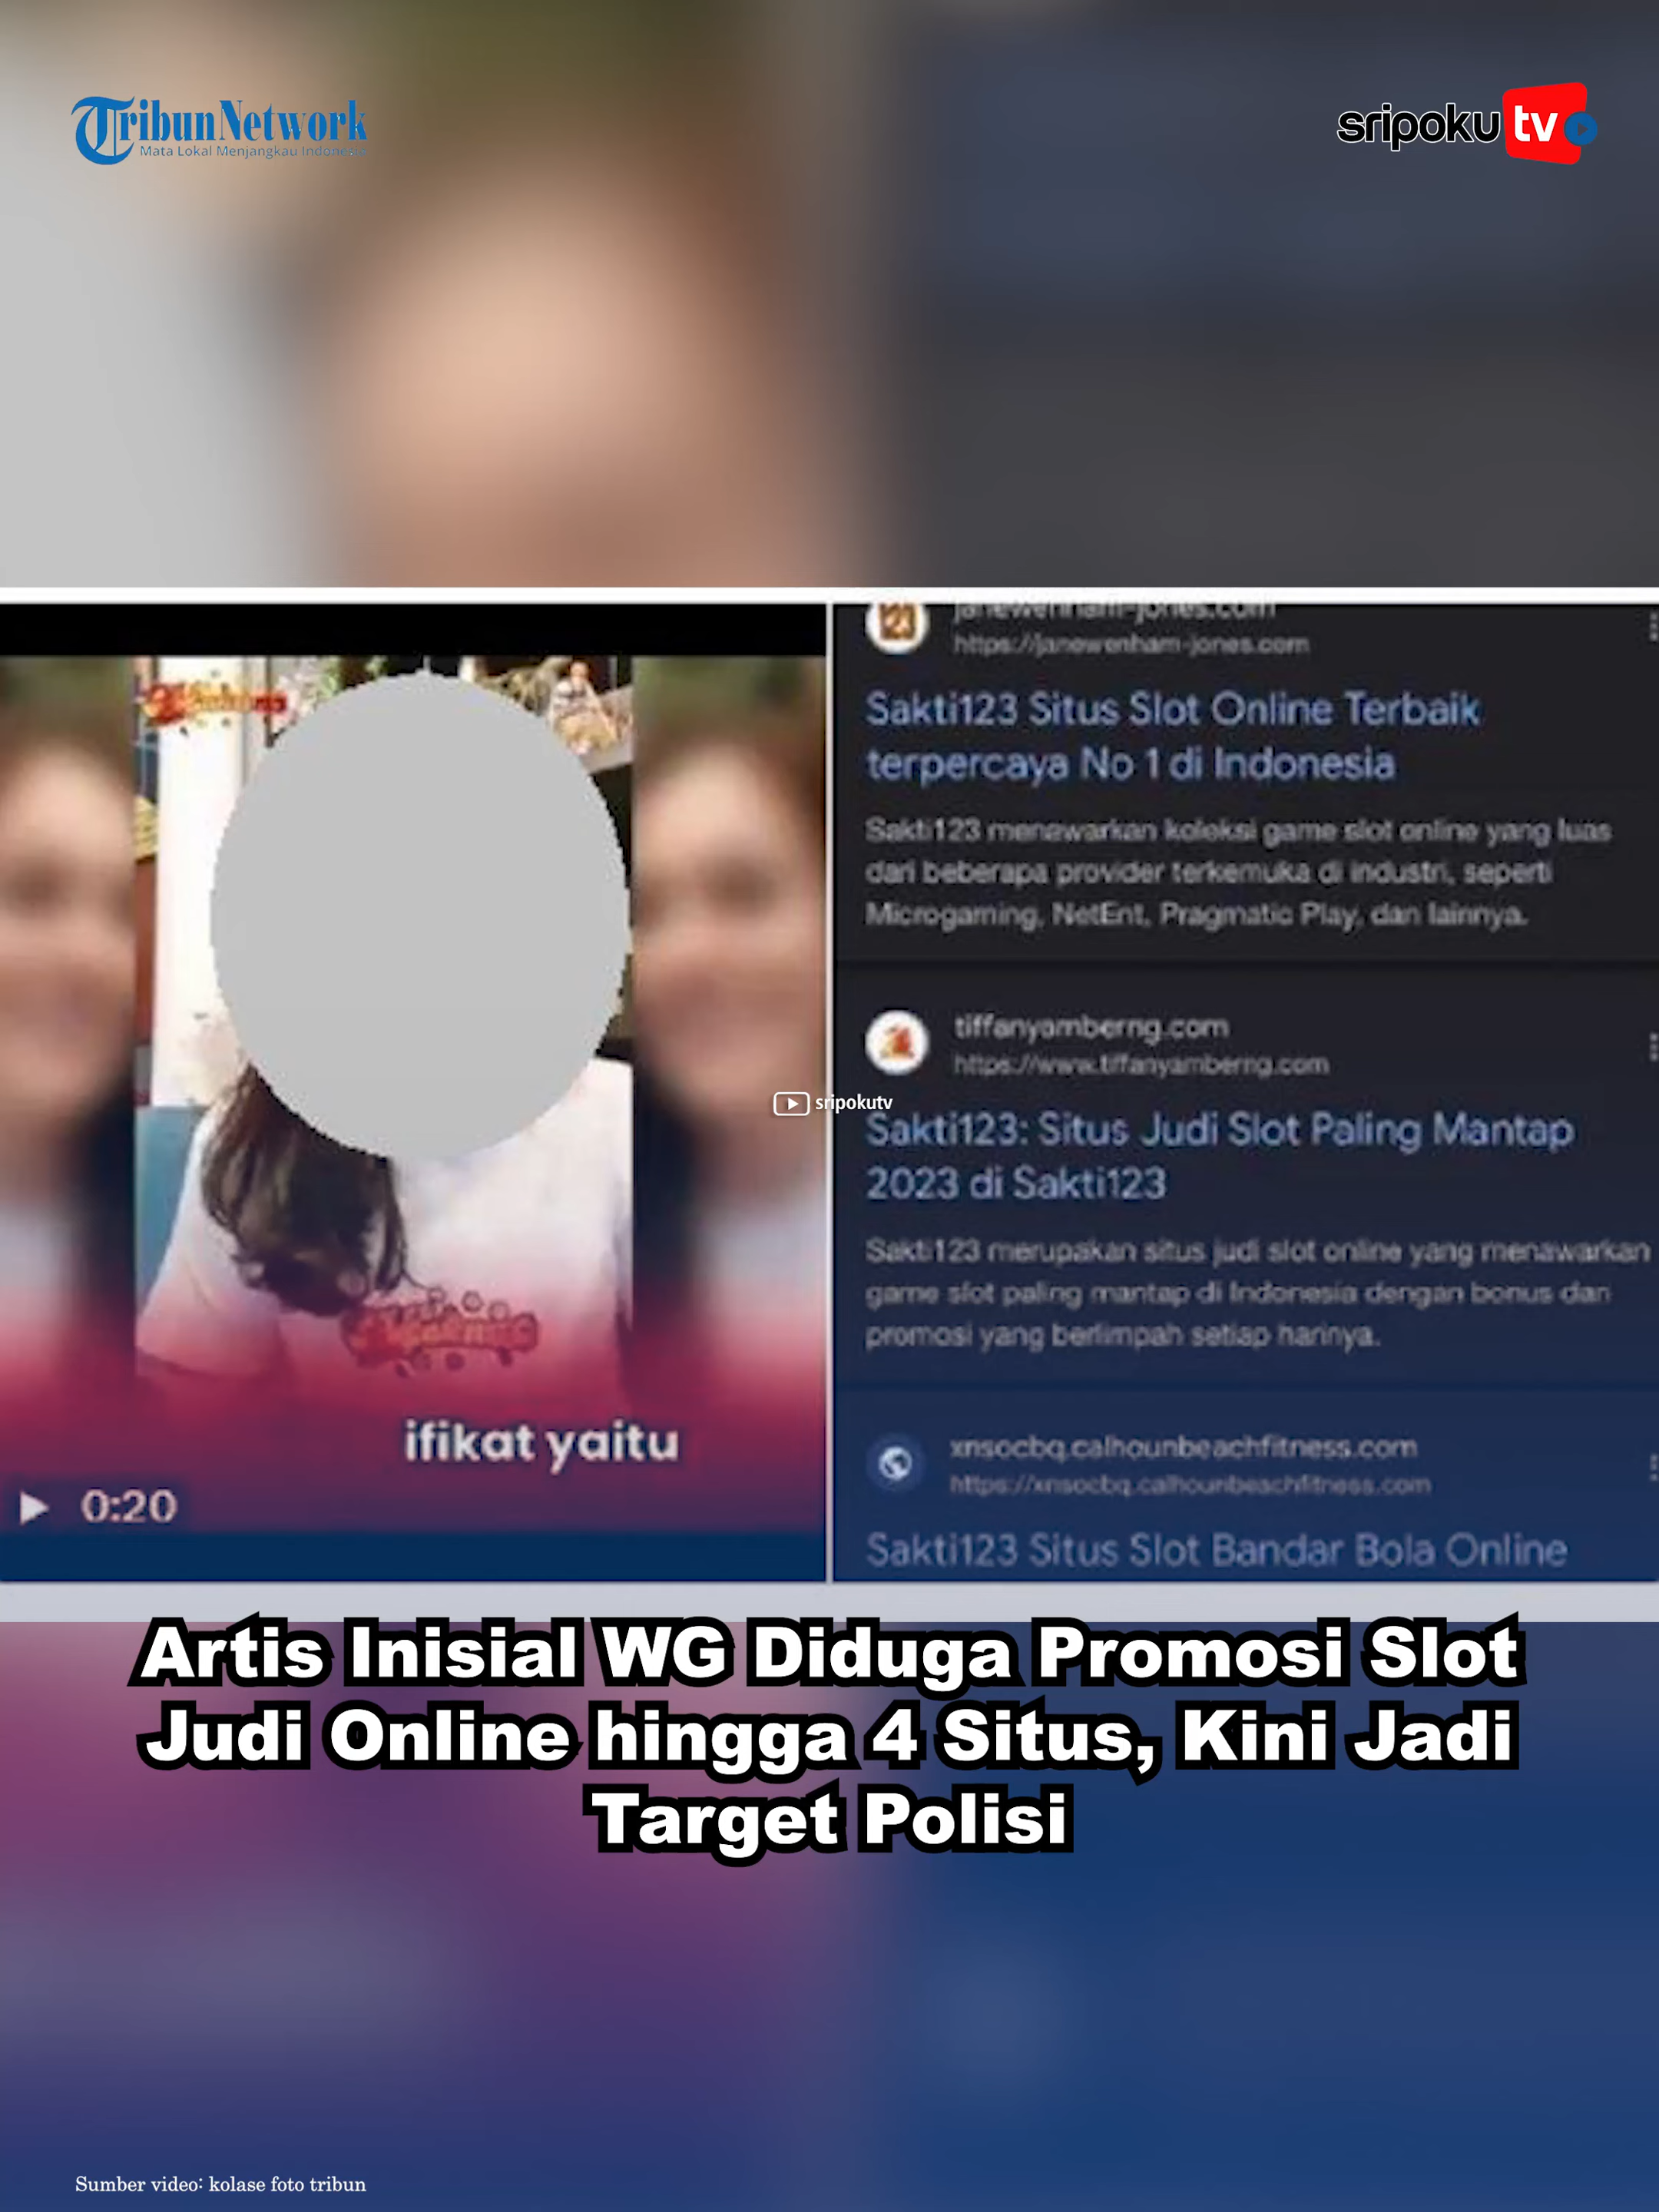 TribunNetwork
Mata Lokal Menjangkau Indonesia
sripoku tv
janewenham-jones.com
https://janewenham-jones.com
Sakti123 Situs Slot Online Terbaik
terpercaya No 1 di Indonesia
Sakti123 menawarkan koleksi game slot online yang luas
dari beberapa provider terkemuka di industri, seperti
Microgaming, NetEnt, Pragmatic Play, dan lainnya.
tiffanyamberng.com
https://www.tiffanyamberng.com
sripokutv
Sakti123: Situs Judi Slot Paling Mantap
2023 di Sakti123
Sakti123 merupakan situs judi slot online yang menawarkan
game slot paling mantap di Indonesia dengan bonus dan
promosi yang berlimpah setiap harinya.
ifikat yaitu
0:20
xnsocbq.calhounbeachfitness.com
https://xnsocbq.calhounbeachfitness.com
Sakti123 Situs Slot Bandar Bola Online
Artis Inisial WG Diduga Promosi Slot
Judi Online hingga 4 Situs, Kini Jadi
Target Polisi
Sumber video: kolase foto tribun